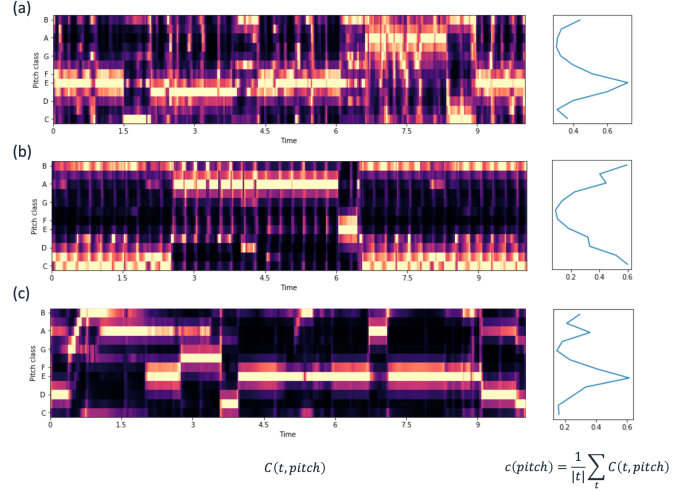 (a)
B
A
G
F
E
D
C
Pitch class
0 1.5 3 4.5 6 7.5 9
Time
0.4 0.6
(b)
B
A
G
F
E
D
C
Pitch class
0 1.5 3 4.5 6 7.5 9
Time
0.2 0.4 0.6
(c)
B
A
G
F
E
D
C
Pitch class
0 1.5 3 4.5 6 7.5 9
Time
0.2 0.4 0.6
C(t, pitch)
c(pitch) = 1/|t| ∑t C(t, pitch)